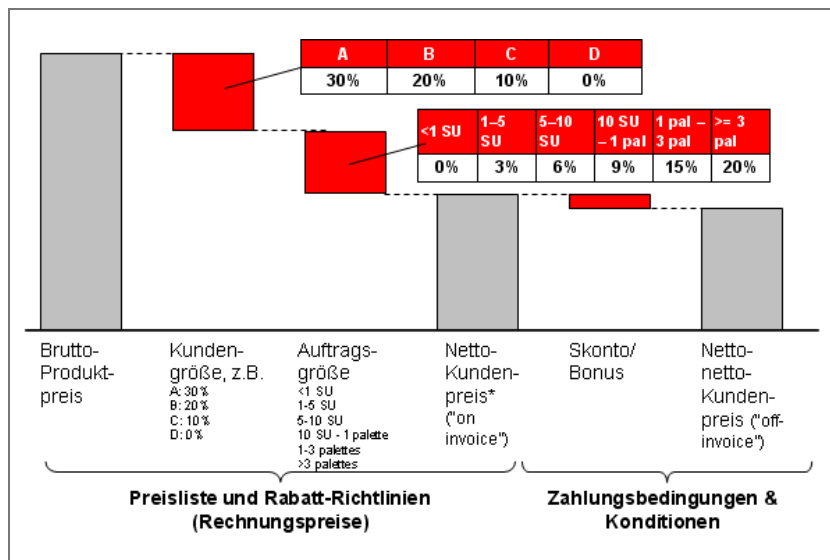 A B C D
30% 20% 10% 0%
<1 SU 1–5 SU 5–10 SU 10 SU – 1 pal 1 pal – 3 pal >= 3 pal
0% 3% 6% 9% 15% 20%
Brutto-
Produkt-
preis
Kunden-
größe, z.B.
A: 30%
B: 20%
C: 10%
D: 0%
Auftrags-
größe
<1 SU
1-5 SU
5-10 SU
10 SU - 1 palette
1-3 palettes
>3 palettes
Netto-
Kunden-
preis*
("on
invoice")
Skonto/
Bonus
Netto-
netto-
Kunden-
preis ("off-
invoice")
Preisliste und Rabatt-Richtlinien
(Rechnungspreise)
Zahlungsbedingungen &
Konditionen